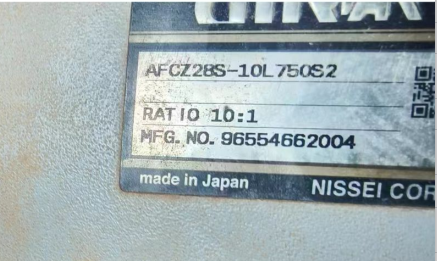 AFCZ28S-10L750S2
RATIO 10:1
MFG. NO. 96554662004
made in Japan
NISSEI COR